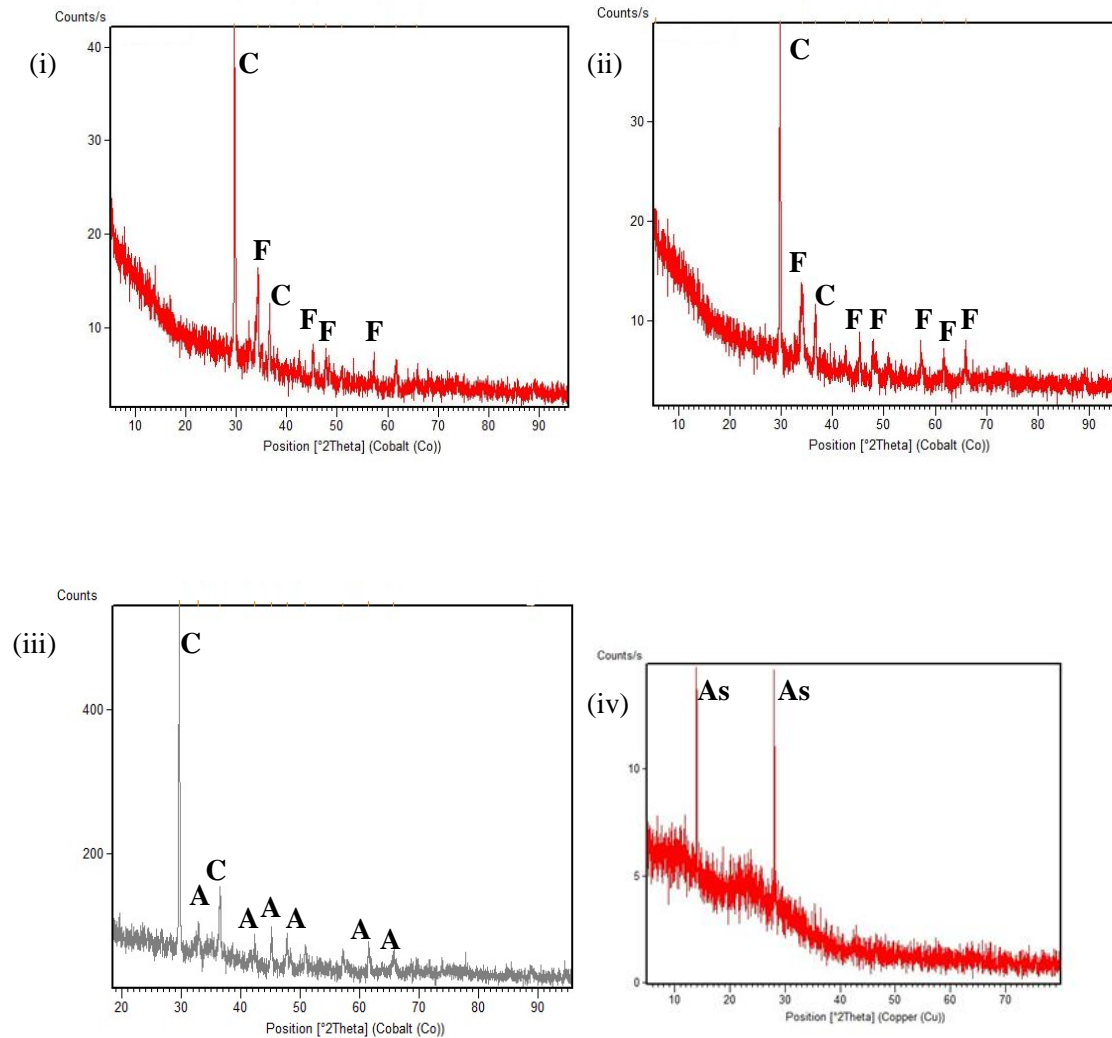 Counts/s
(i)
40
30
20
10
C
F
C
F
F
F
10 20 30 40 50 60 70 80 90
Position [°2Theta] (Cobalt (Co))
Counts/s
(ii)
30
20
10
C
F
C
F
F
F
F
F
10 20 30 40 50 60 70 80 90
Position [°2Theta] (Cobalt (Co))
Counts
(iii)
400
200
C
A
C
A
A
A
A
A
20 30 40 50 60 70 80 90
Position [°2Theta] (Cobalt (Co))
Counts/s
(iv)
10
5
0
As
As
10 20 30 40 50 60 70
Position [°2Theta] (Copper (Cu))